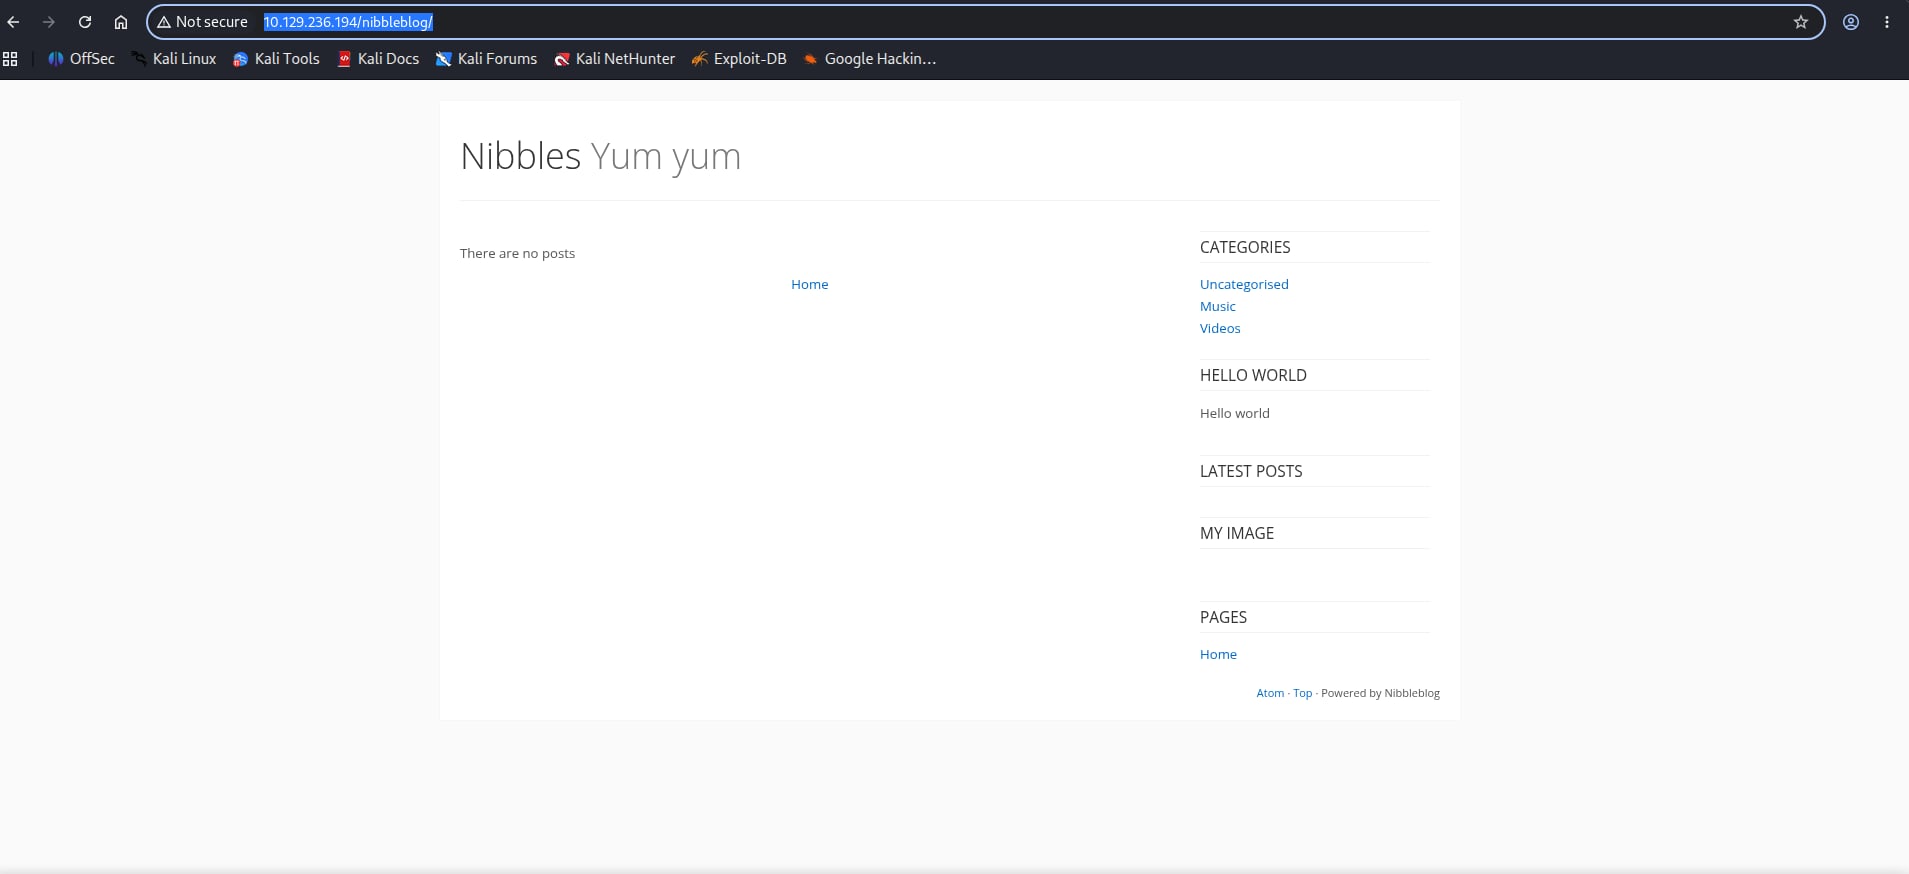 Not secure 10.129.236.194/nibbleblog/
OffSec Kali Linux Kali Tools Kali Docs Kali Forums Kali NetHunter Exploit-DB Google Hackin...
Nibbles Yum yum
There are no posts
Home
CATEGORIES
Uncategorised
Music
Videos
HELLO WORLD
Hello world
LATEST POSTS
MY IMAGE
PAGES
Home
Atom · Top · Powered by Nibbleblog